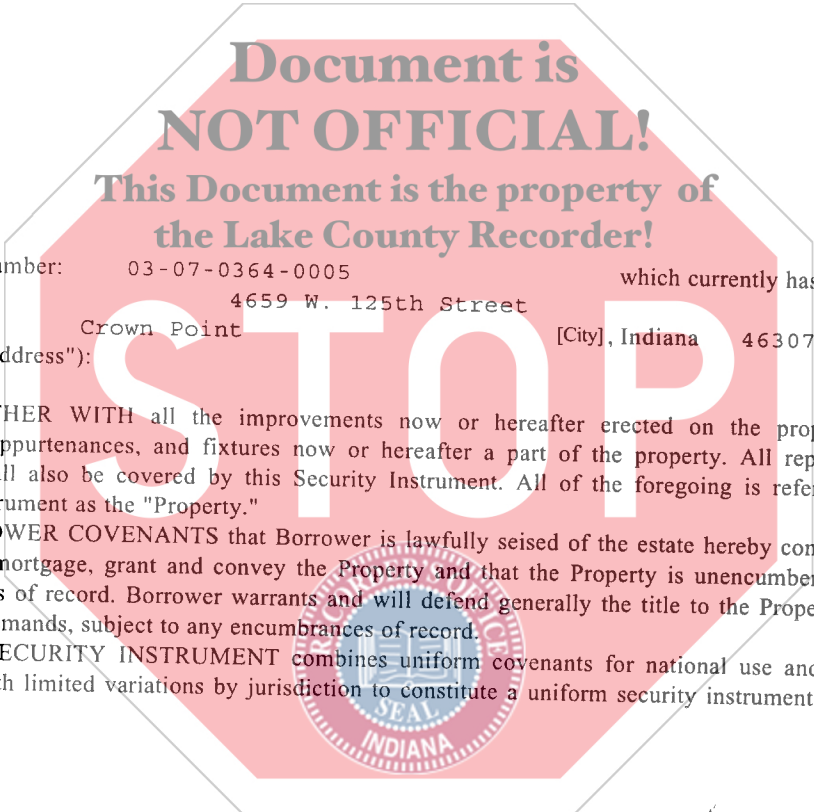 Document is
NOT OFFICIAL!
This Document is the property of
the Lake County Recorder!
umber: 03-07-0364-0005 which currently has
4659 W. 125th Street
Crown Point [City], Indiana 46307
ddress"):
STOP
HER WITH all the improvements now or hereafter erected on the prop
ppurtenances, and fixtures now or hereafter a part of the property. All rep
ll also be covered by this Security Instrument. All of the foregoing is refer
rument as the "Property."
OWER COVENANTS that Borrower is lawfully seised of the estate hereby con
mortgage, grant and convey the Property and that the Property is unencumber
s of record. Borrower warrants and will defend generally the title to the Prope
mands, subject to any encumbrances of record.
ECURITY INSTRUMENT combines uniform covenants for national use and
th limited variations by jurisdiction to constitute a uniform security instrument
RECORDER'S OFFICE
SEAL
INDIANA